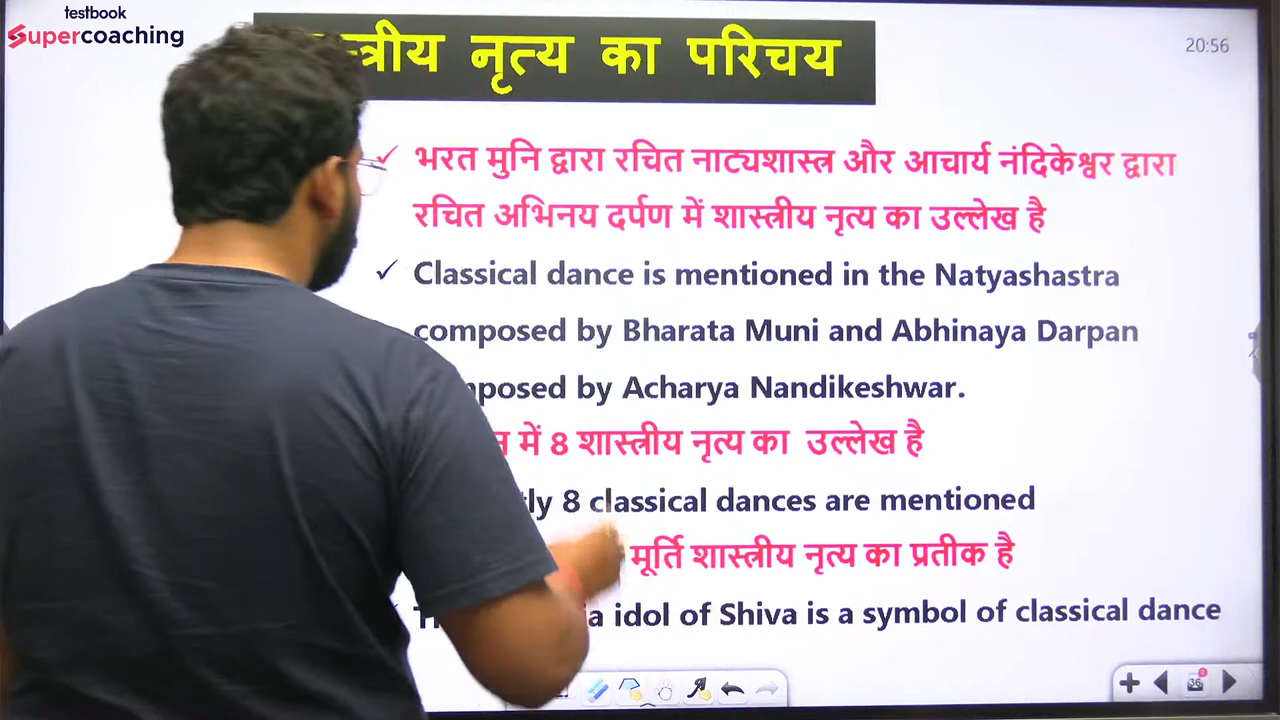 testbook
Supercoaching
नृत्य का परिचय
20:56
भरत मुनि द्वारा रचित नाट्यशास्त्र और आचार्य नंदिकेश्वर द्वारा
रचित अभिनय दर्पण में शास्त्रीय नृत्य का उल्लेख है
Classical dance is mentioned in the Natyashastra
composed by Bharata Muni and Abhinaya Darpan
by Acharya Nandikeshwar.
में 8 शास्त्रीय नृत्य का उल्लेख है
8 classical dances are mentioned
मूर्ति शास्त्रीय नृत्य का प्रतीक है
idol of Shiva is a symbol of classical dance
36